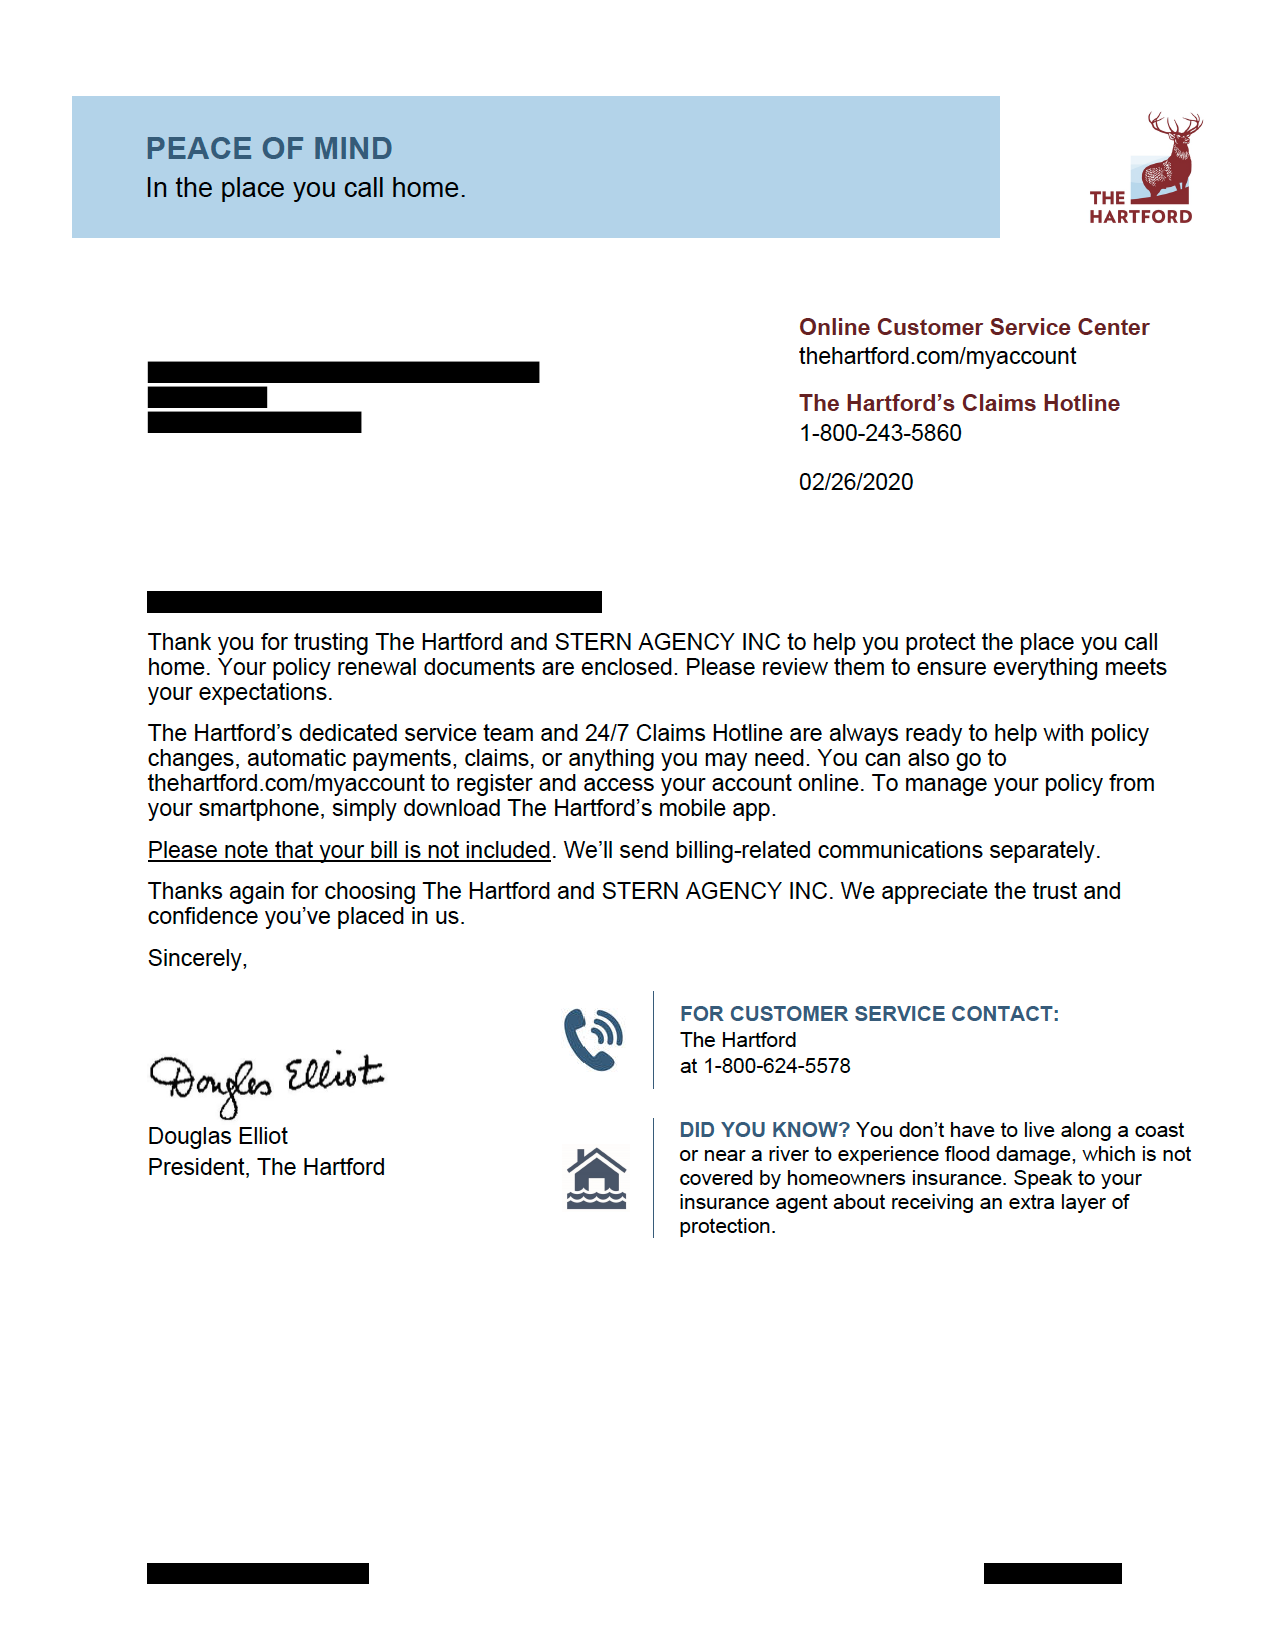 PEACE OF MIND
In the place you call home.
THE
HARTFORD
Online Customer Service Center
thehartford.com/myaccount
The Hartford’s Claims Hotline
1-800-243-5860
02/26/2020
Thank you for trusting The Hartford and STERN AGENCY INC to help you protect the place you call
home. Your policy renewal documents are enclosed. Please review them to ensure everything meets
your expectations.
The Hartford’s dedicated service team and 24/7 Claims Hotline are always ready to help with policy
changes, automatic payments, claims, or anything you may need. You can also go to
thehartford.com/myaccount to register and access your account online. To manage your policy from
your smartphone, simply download The Hartford’s mobile app.
Please note that your bill is not included. We’ll send billing-related communications separately.
Thanks again for choosing The Hartford and STERN AGENCY INC. We appreciate the trust and
confidence you’ve placed in us.
Sincerely,
Douglas Elliot
Douglas Elliot
President, The Hartford
FOR CUSTOMER SERVICE CONTACT:
The Hartford
at 1-800-624-5578
DID YOU KNOW? You don’t have to live along a coast
or near a river to experience flood damage, which is not
covered by homeowners insurance. Speak to your
insurance agent about receiving an extra layer of
protection.